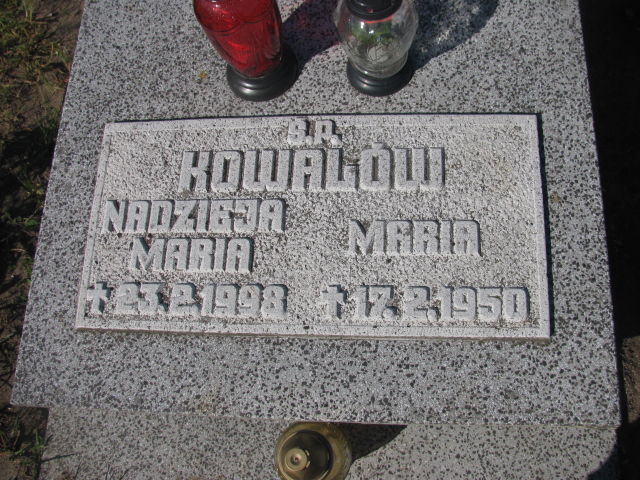 Ś.P.
KOWALÓW
NADZIEJA MARIA
MARIA
✝ 23.2.1998
✝ 17.2.1950